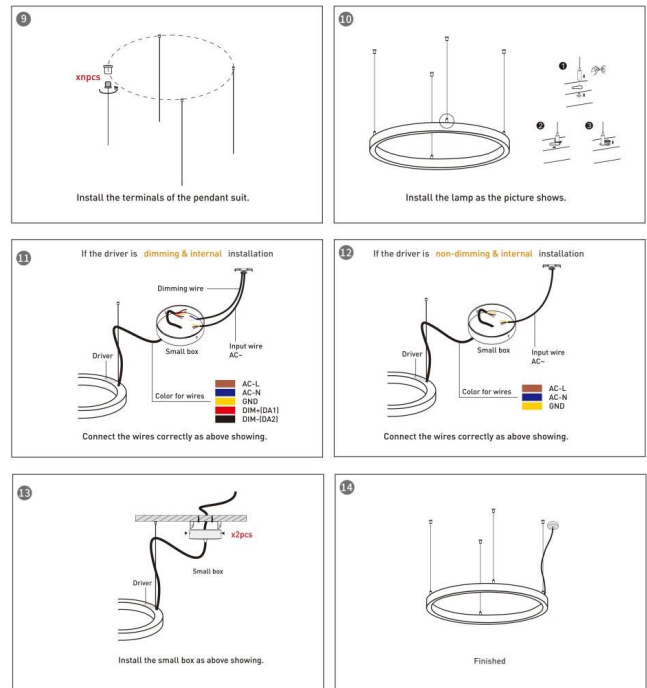 9
xnpcs
Install the terminals of the pendant suit.
10
1
2
3
Install the lamp as the picture shows.
11
If the driver is dimming & internal installation
Dimming wire
Small box
Input wire
AC~
Driver
Color for wires
AC-L
AC-N
GND
DIM+(DA1)
DIM-(DA2)
Connect the wires correctly as above showing.
12
If the driver is non-dimming & internal installation
Small box
Input wire
AC~
Driver
Color for wires
AC-L
AC-N
GND
Connect the wires correctly as above showing.
13
x2pcs
Small box
Driver
Install the small box as above showing.
14
Finished